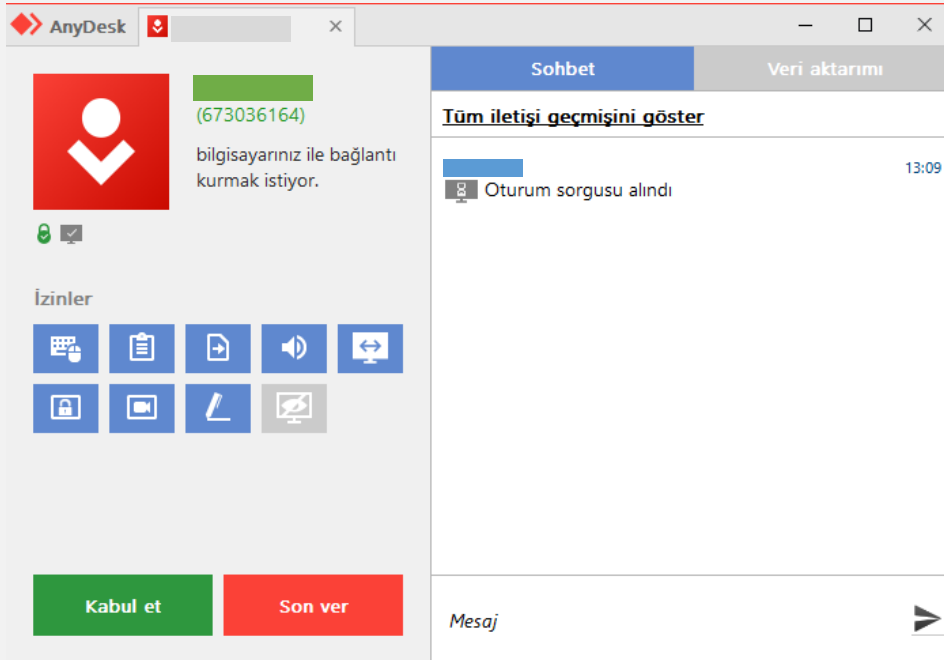 AnyDesk
Sohbet
Veri aktarımı
(673036164)
bilgisayarınız ile bağlantı
kurmak istiyor.
Tüm iletişi geçmişini göster
13:09
Oturum sorgusu alındı
İzinler
Kabul et
Son ver
Mesaj